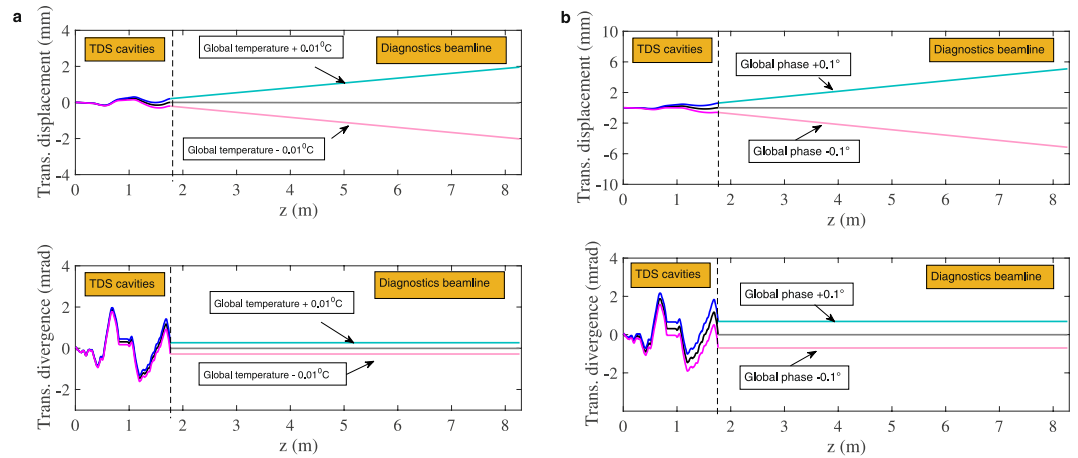 a
Trans. displacement (mm)
4
2
0
-2
-4
TDS cavities
Global temperature + 0.01⁰C
Diagnostics beamline
Global temperature - 0.01⁰C
0 1 2 3 4 5 6 7 8
z (m)
Trans. divergence (mrad)
4
2
0
-2
TDS cavities
Diagnostics beamline
Global temperature + 0.01⁰C
Global temperature - 0.01⁰C
0 1 2 3 4 5 6 7 8
z (m)
b
Trans. displacement (mm)
10
6
2
-2
-6
-10
TDS cavities
Diagnostics beamline
Global phase +0.1°
Global phase -0.1°
0 1 2 3 4 5 6 7 8
z (m)
Trans. divergence (mrad)
4
2
0
-2
TDS cavities
Diagnostics beamline
Global phase +0.1°
Global phase -0.1°
0 1 2 3 4 5 6 7 8
z (m)